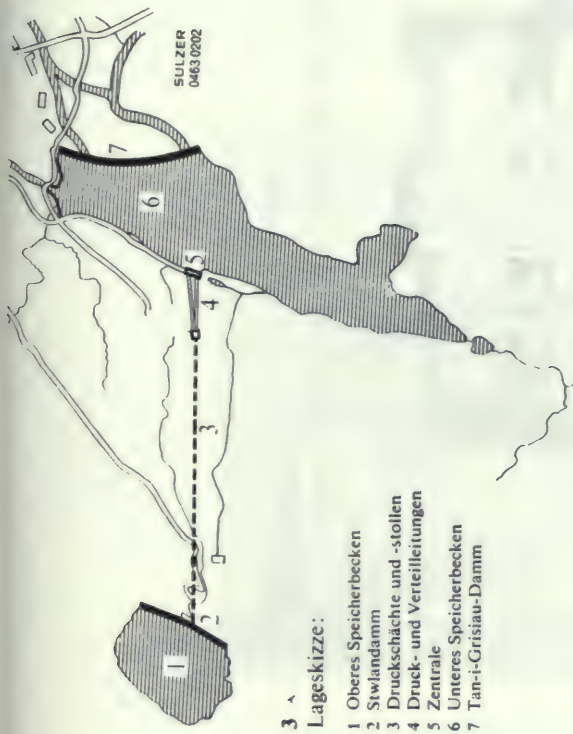 SULZER
0463 0202
7
6
5
4
3
2
1
3
Lageskizze:
1 Oberes Speicherbecken
2 Stwlandamm
3 Druckschächte und -stollen
4 Druck- und Verteilleitungen
5 Zentrale
6 Unteres Speicherbecken
7 Tan-i-Grisiau-Damm